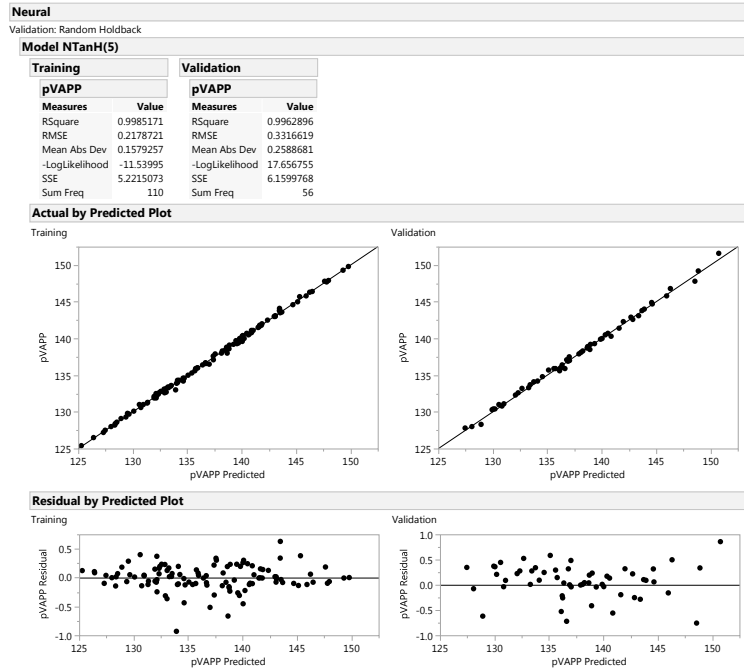 Neural
Validation: Random Holdback
Model NTanH(5)
Training Validation
pVAPP pVAPP
Measures Value Measures Value
RSquare 0.9985171 RSquare 0.9962896
RMSE 0.2178721 RMSE 0.3316619
Mean Abs Dev 0.1579257 Mean Abs Dev 0.2588681
-LogLikelihood -11.53995 -LogLikelihood 17.656755
SSE 5.2215073 SSE 6.1599768
Sum Freq 110 Sum Freq 56
Actual by Predicted Plot
Training Validation
150 150
145 145
140 140
pVAPP pVAPP
135 135
130 130
125 125
125 130 135 140 145 150 125 130 135 140 145 150
pVAPP Predicted pVAPP Predicted
Residual by Predicted Plot
Training Validation
1.0
0.5 0.5
0.0 0.0
pVAPP Residual pVAPP Residual
-0.5 -0.5
-1.0 -1.0
125 130 135 140 145 150 125 130 135 140 145 150
pVAPP Predicted pVAPP Predicted